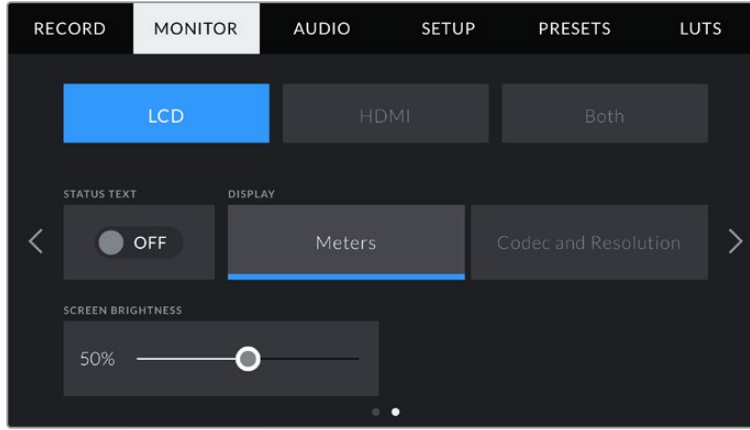 RECORD MONITOR AUDIO SETUP PRESETS LUTS
LCD HDMI Both
STATUS TEXT DISPLAY
OFF Meters Codec and Resolution
SCREEN BRIGHTNESS
50%